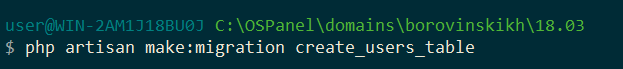 user@WIN-2AM1J18BU0J C:\OSPanel\domains\borovinskikh\18.03
$ php artisan make:migration create_users_table